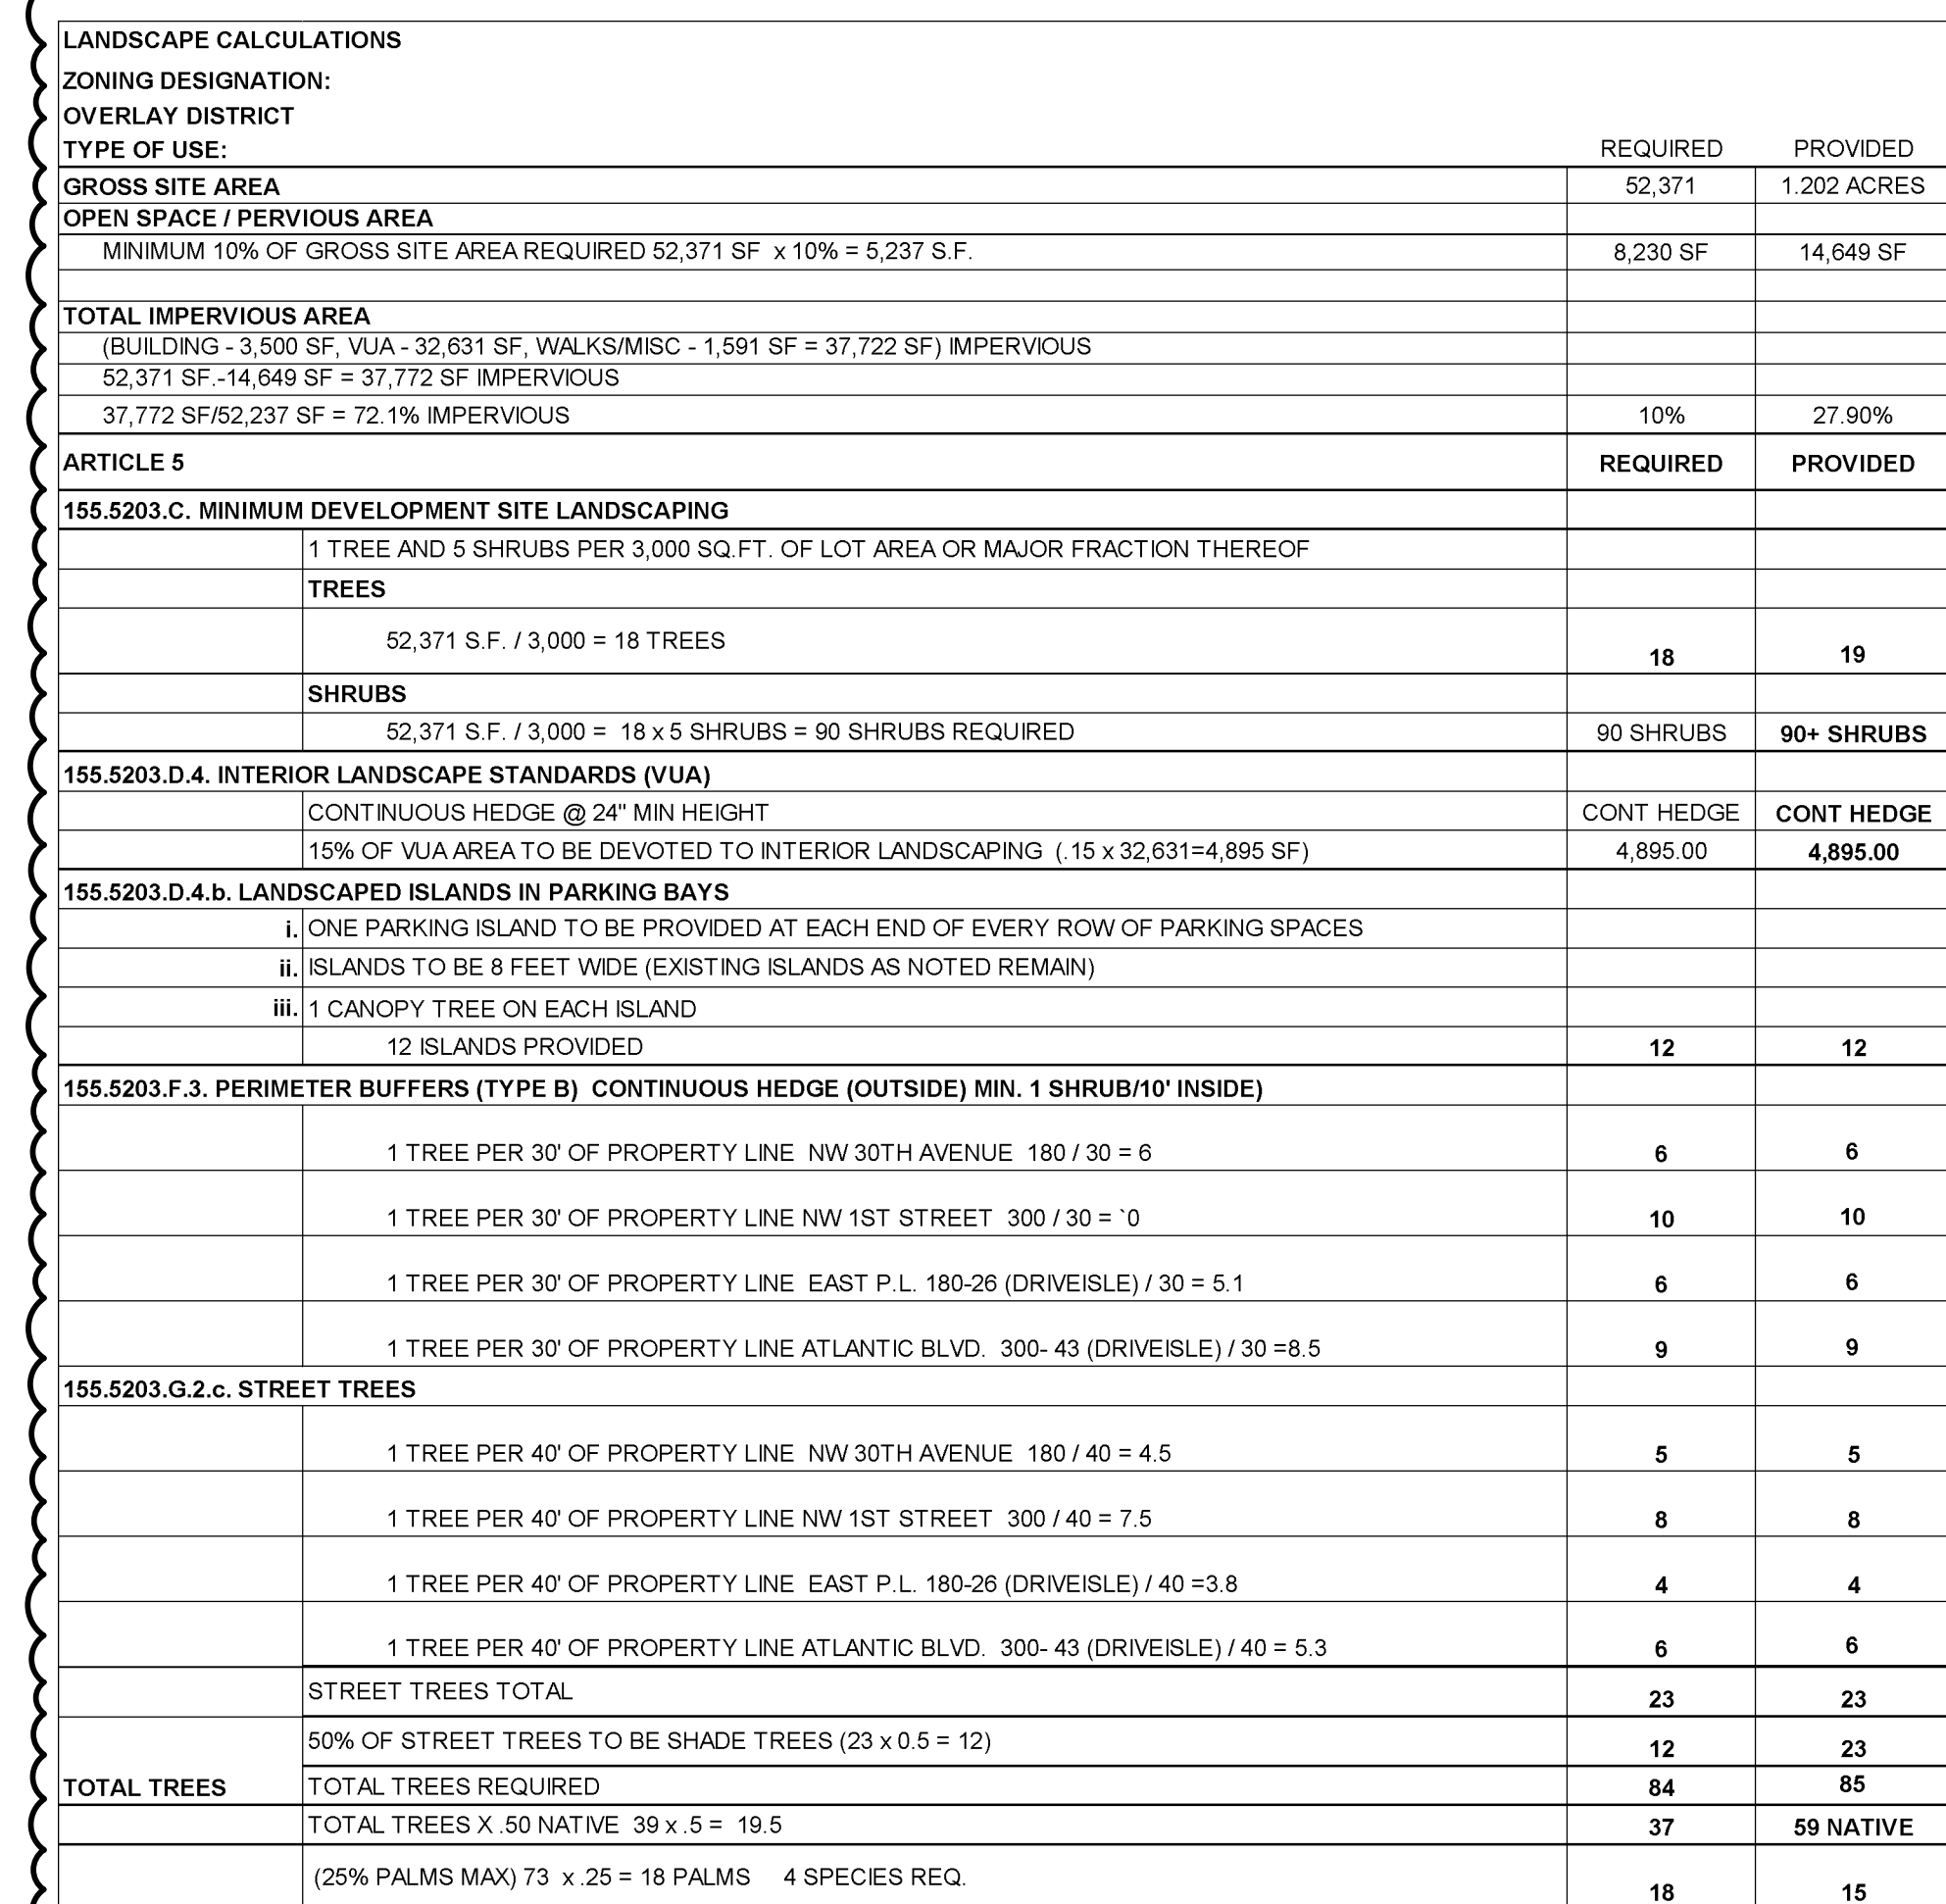 LANDSCAPE CALCULATIONS
ZONING DESIGNATION:
OVERLAY DISTRICT
TYPE OF USE: REQUIRED PROVIDED
GROSS SITE AREA 52,371 1.202 ACRES
OPEN SPACE / PERVIOUS AREA
MINIMUM 10% OF GROSS SITE AREA REQUIRED 52,371 SF x 10% = 5,237 S.F. 8,230 SF 14,649 SF
TOTAL IMPERVIOUS AREA
(BUILDING - 3,500 SF, VUA - 32,631 SF, WALKS/MISC - 1,591 SF = 37,722 SF) IMPERVIOUS
52,371 SF.-14,649 SF = 37,772 SF IMPERVIOUS
37,772 SF/52,237 SF = 72.1% IMPERVIOUS 10% 27.90%
ARTICLE 5 REQUIRED PROVIDED
155.5203.C. MINIMUM DEVELOPMENT SITE LANDSCAPING
1 TREE AND 5 SHRUBS PER 3,000 SQ.FT. OF LOT AREA OR MAJOR FRACTION THEREOF
TREES
52,371 S.F. / 3,000 = 18 TREES 18 19
SHRUBS
52,371 S.F. / 3,000 = 18 x 5 SHRUBS = 90 SHRUBS REQUIRED 90 SHRUBS 90+ SHRUBS
155.5203.D.4. INTERIOR LANDSCAPE STANDARDS (VUA)
CONTINUOUS HEDGE @ 24" MIN HEIGHT CONT HEDGE CONT HEDGE
15% OF VUA AREA TO BE DEVOTED TO INTERIOR LANDSCAPING (.15 x 32,631=4,895 SF) 4,895.00 4,895.00
155.5203.D.4.b. LANDSCAPED ISLANDS IN PARKING BAYS
i. ONE PARKING ISLAND TO BE PROVIDED AT EACH END OF EVERY ROW OF PARKING SPACES
ii. ISLANDS TO BE 8 FEET WIDE (EXISTING ISLANDS AS NOTED REMAIN)
iii. 1 CANOPY TREE ON EACH ISLAND
12 ISLANDS PROVIDED 12 12
155.5203.F.3. PERIMETER BUFFERS (TYPE B) CONTINUOUS HEDGE (OUTSIDE) MIN. 1 SHRUB/10' INSIDE)
1 TREE PER 30' OF PROPERTY LINE NW 30TH AVENUE 180 / 30 = 6 6 6
1 TREE PER 30' OF PROPERTY LINE NW 1ST STREET 300 / 30 = `0 10 10
1 TREE PER 30' OF PROPERTY LINE EAST P.L. 180-26 (DRIVEISLE) / 30 = 5.1 6 6
1 TREE PER 30' OF PROPERTY LINE ATLANTIC BLVD. 300- 43 (DRIVEISLE) / 30 =8.5 9 9
155.5203.G.2.c. STREET TREES
1 TREE PER 40' OF PROPERTY LINE NW 30TH AVENUE 180 / 40 = 4.5 5 5
1 TREE PER 40' OF PROPERTY LINE NW 1ST STREET 300 / 40 = 7.5 8 8
1 TREE PER 40' OF PROPERTY LINE EAST P.L. 180-26 (DRIVEISLE) / 40 =3.8 4 4
1 TREE PER 40' OF PROPERTY LINE ATLANTIC BLVD. 300- 43 (DRIVEISLE) / 40 = 5.3 6 6
STREET TREES TOTAL 23 23
50% OF STREET TREES TO BE SHADE TREES (23 x 0.5 = 12) 12 23
TOTAL TREES TOTAL TREES REQUIRED 84 85
TOTAL TREES X .50 NATIVE 39 x .5 = 19.5 37 59 NATIVE
(25% PALMS MAX) 73 x .25 = 18 PALMS 4 SPECIES REQ. 18 15